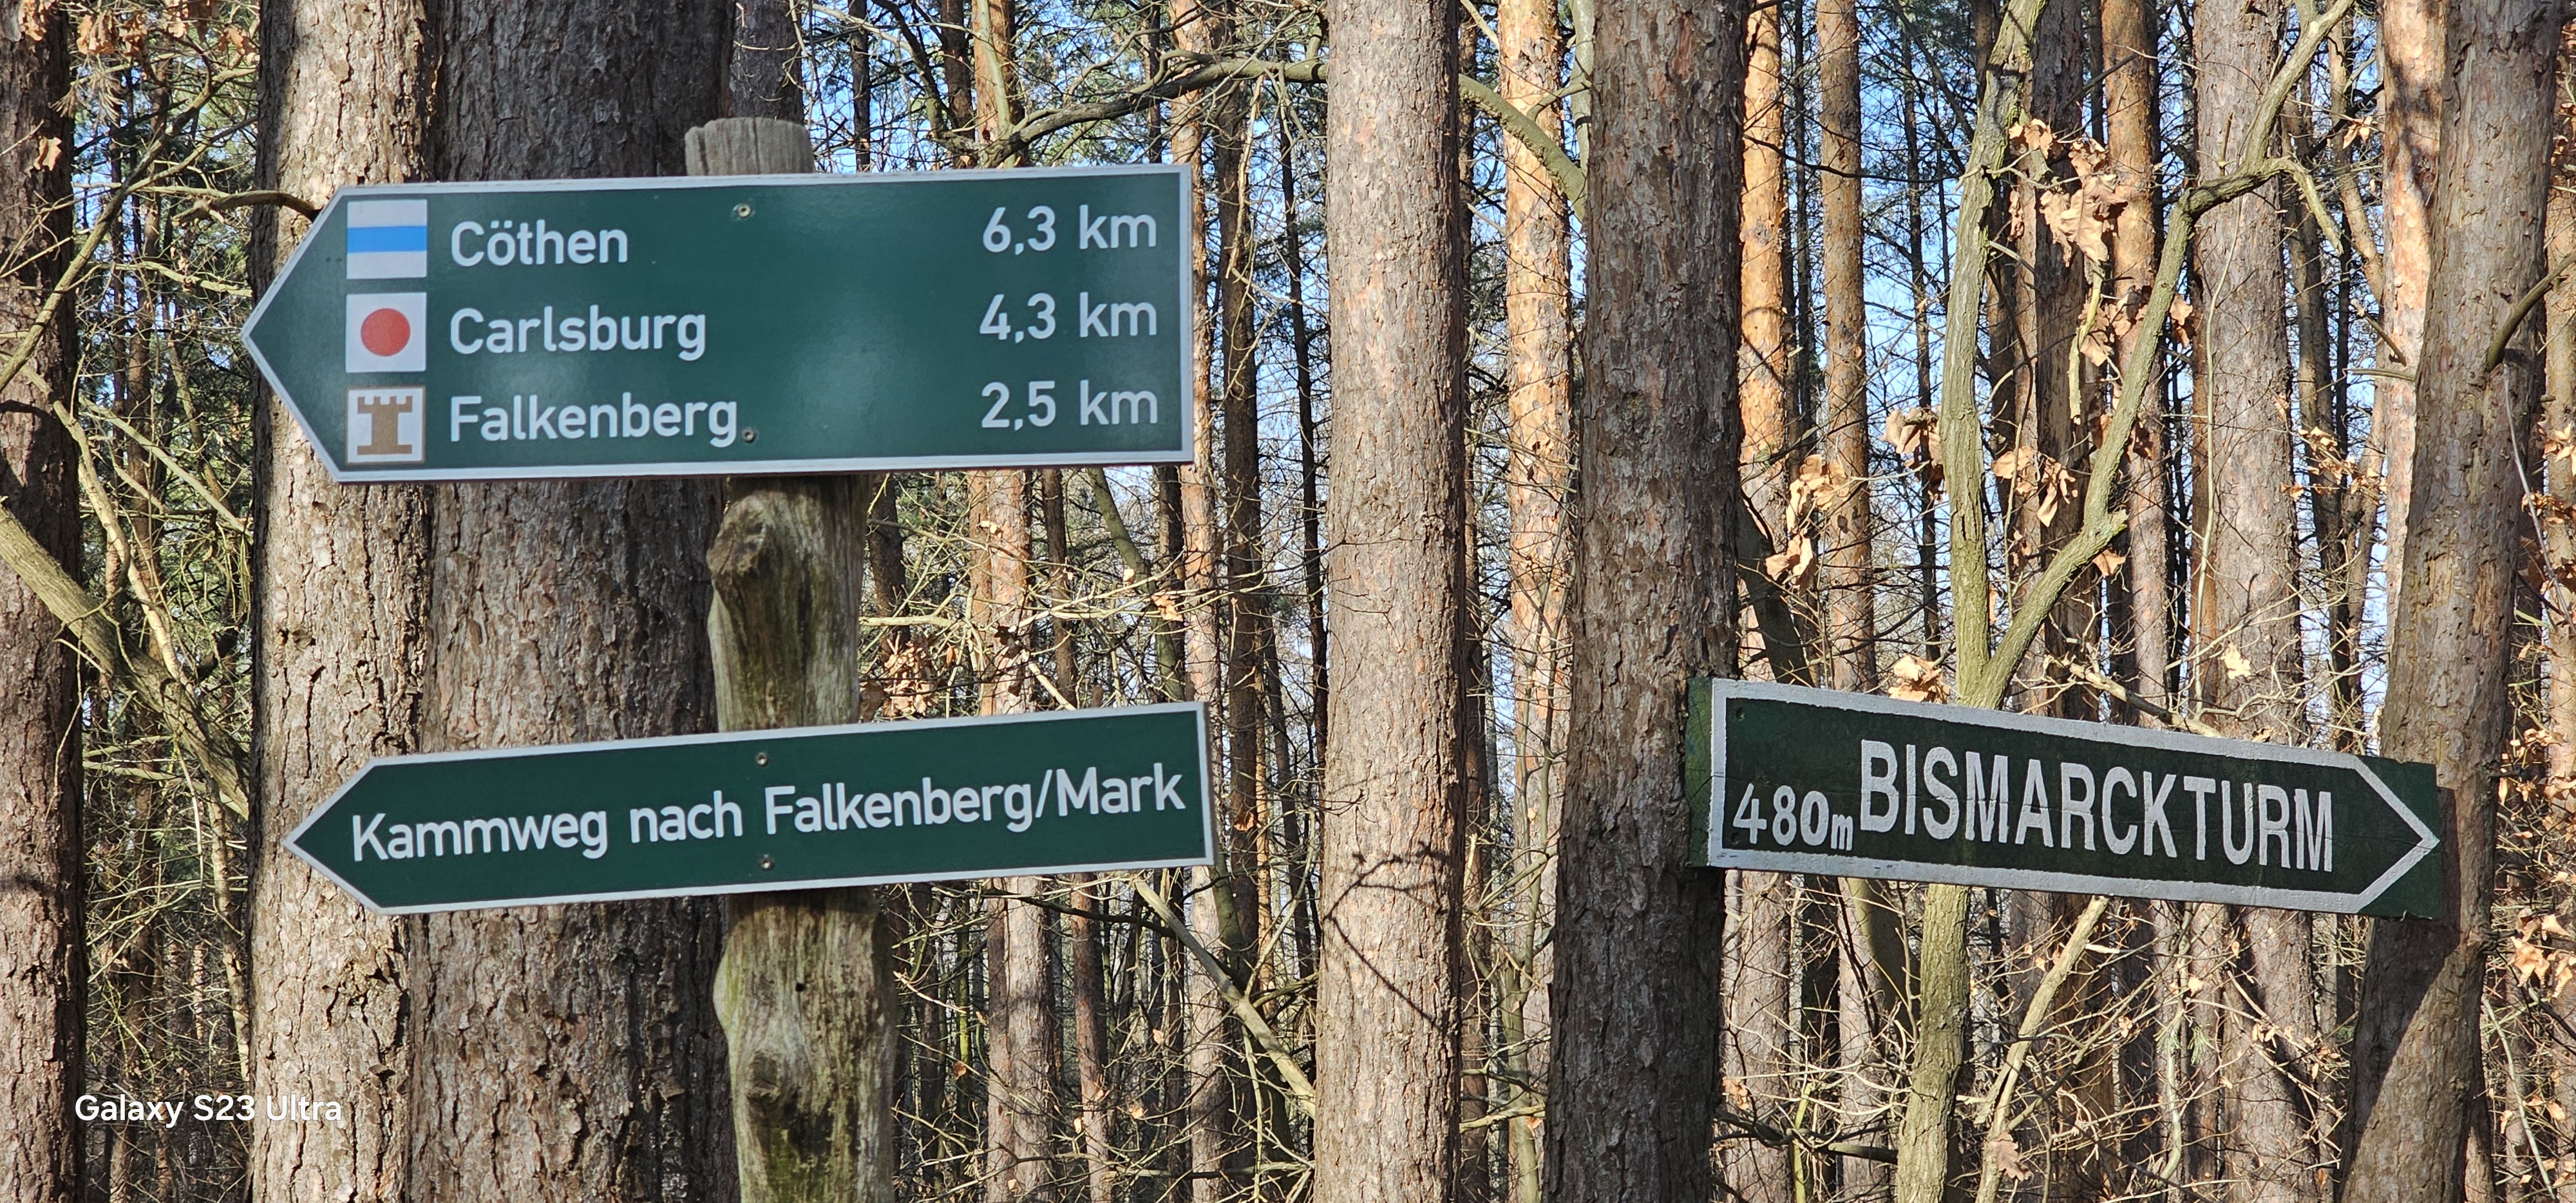 Cöthen 6,3 km
Carlsburg 4,3 km
Falkenberg 2,5 km
Kammweg nach Falkenberg/Mark
480m BISMARCKTURM
Galaxy S23 Ultra